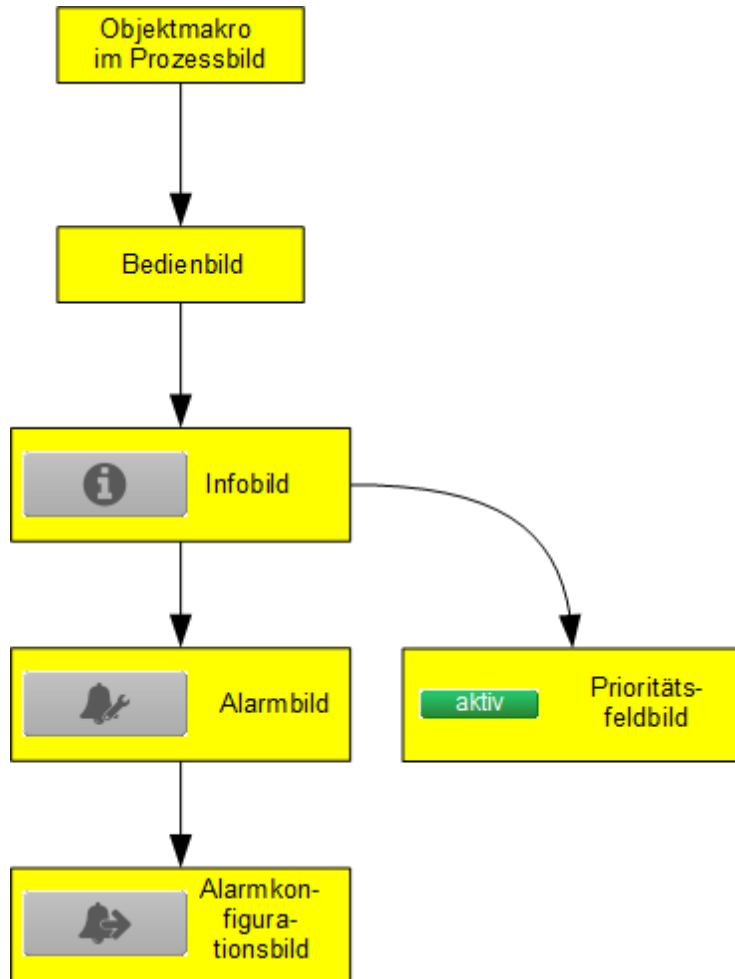 Objektmakro
im Prozessbild
Bedienbild
Infobild
Alarmbild
aktiv
Prioritäts-
feldbild
Alarmkon-
figura-
tionsbild